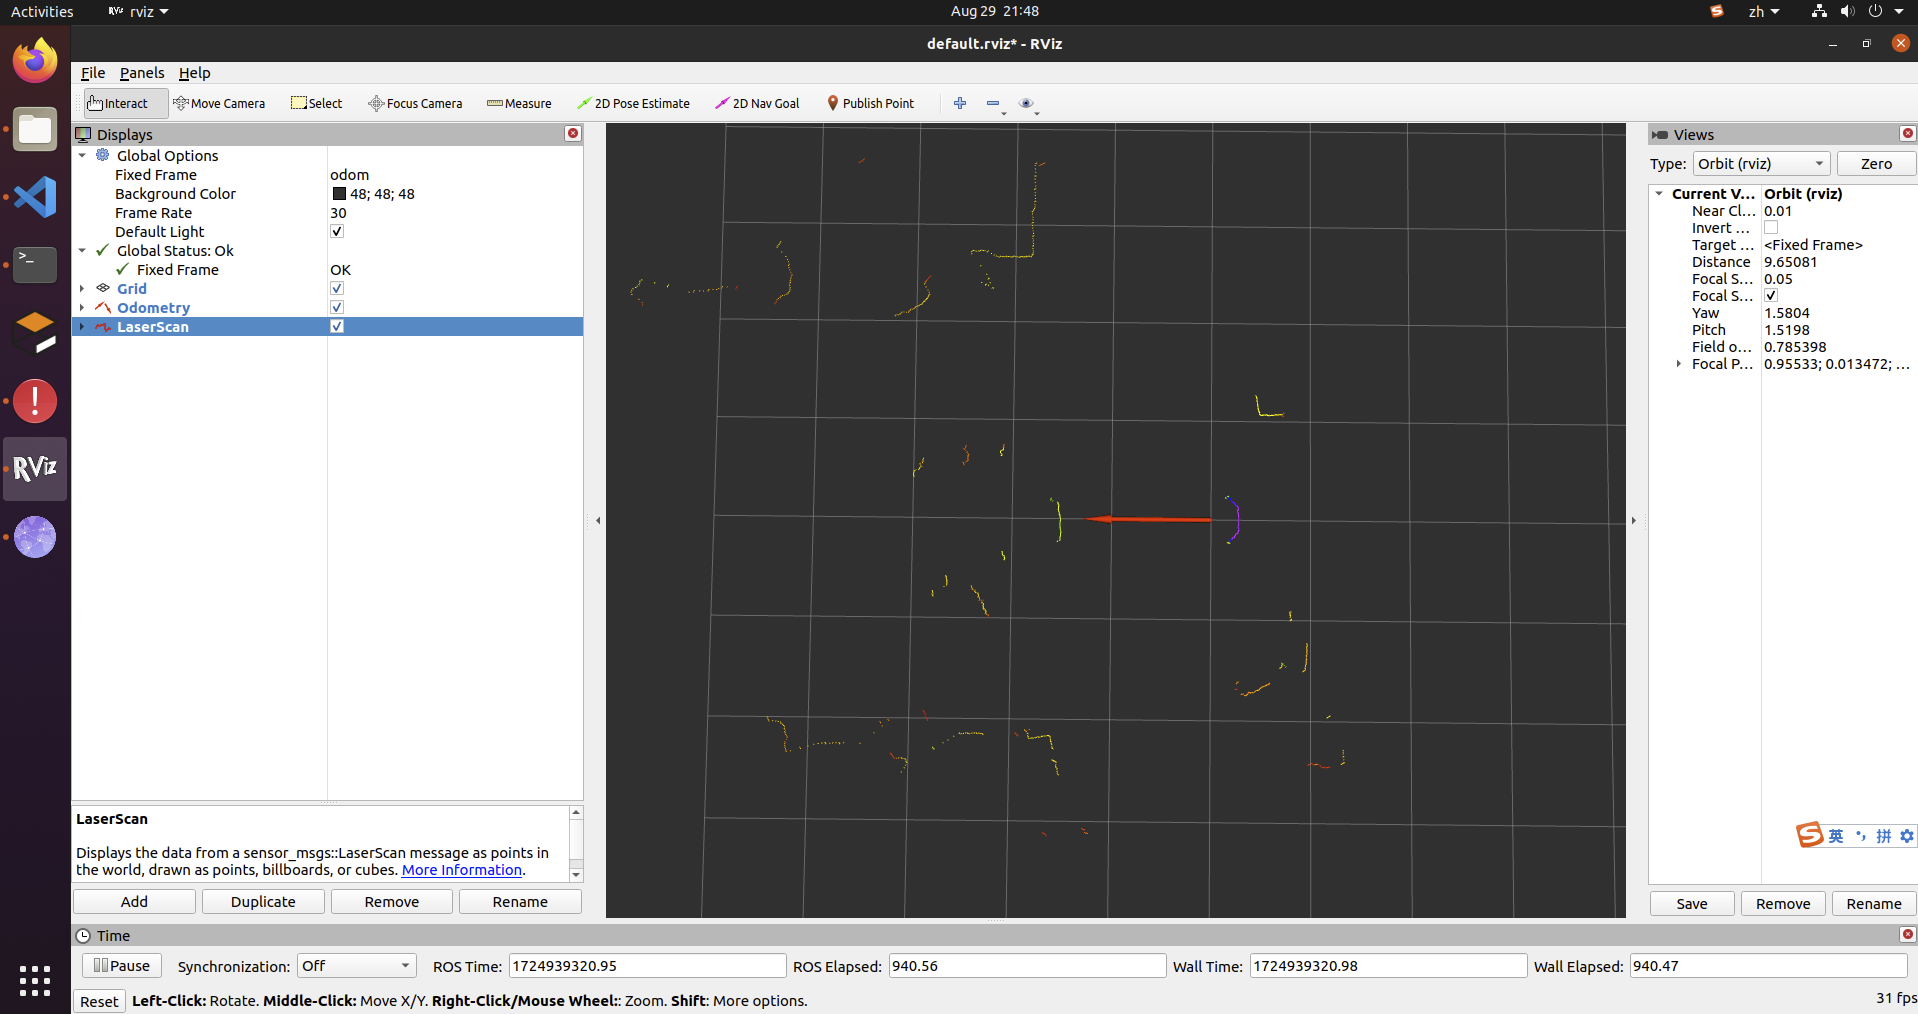 Activities
RViz rviz
Aug 29 21:48
zh
default.rviz* - RViz
File Panels Help
Interact Move Camera Select Focus Camera Measure 2D Pose Estimate 2D Nav Goal Publish Point
Displays
Global Options
Fixed Frame odom
Background Color 48; 48; 48
Frame Rate 30
Default Light
Global Status: Ok
Fixed Frame OK
Grid
Odometry
LaserScan
LaserScan
Displays the data from a sensor_msgs::LaserScan message as points in
the world, drawn as points, billboards, or cubes. More Information.
Add Duplicate Remove Rename
Views
Type: Orbit (rviz) Zero
Current V... Orbit (rviz)
Near Cl... 0.01
Invert ...
Target ... <Fixed Frame>
Distance 9.65081
Focal S... 0.05
Focal S...
Yaw 1.5804
Pitch 1.5198
Field o... 0.785398
Focal P... 0.95533; 0.013472; ...
S 英 拼
Save Remove Rename
Time
Pause Synchronization: Off ROS Time: 1724939320.95 ROS Elapsed: 940.56 Wall Time: 1724939320.98 Wall Elapsed: 940.47
Reset Left-Click: Rotate. Middle-Click: Move X/Y. Right-Click/Mouse Wheel:: Zoom. Shift: More options. 31 fps
RViz